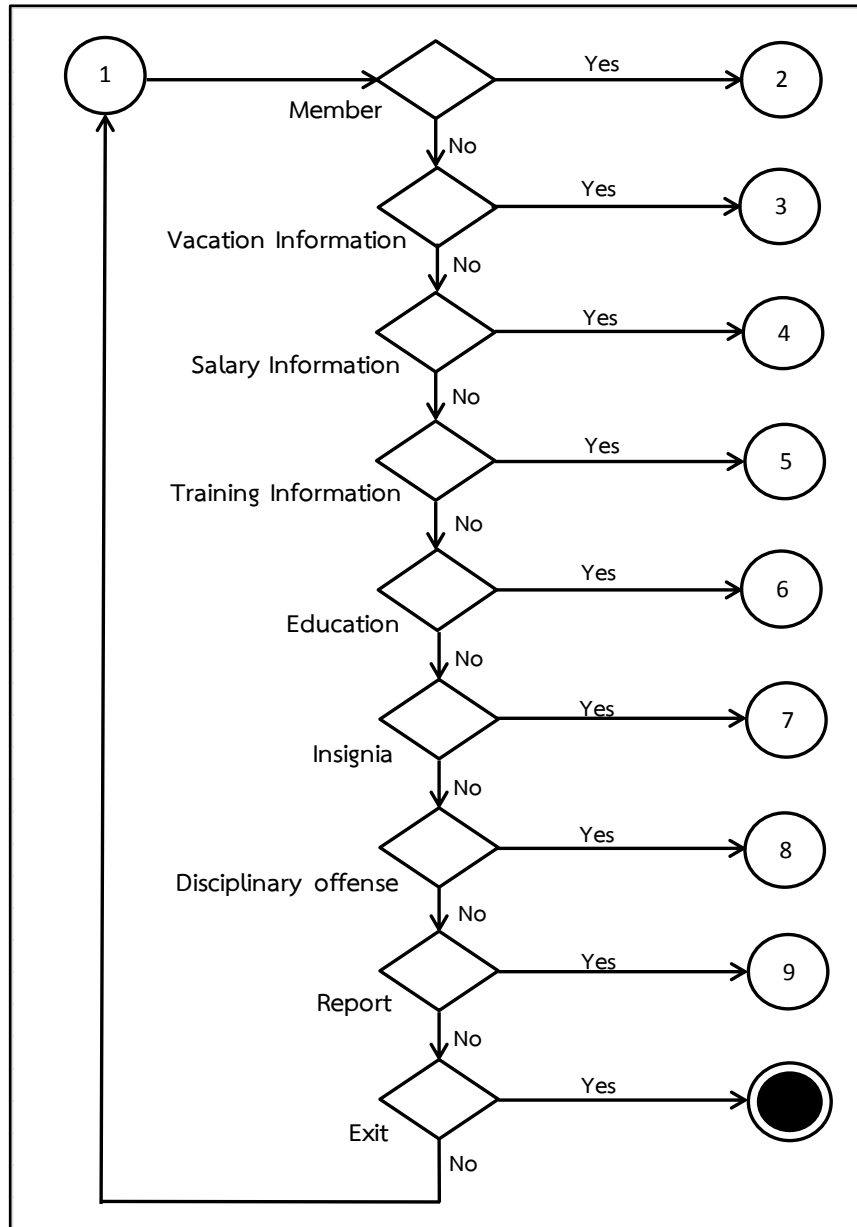 1
Yes
2
Member
No
Yes
3
Vacation Information
No
Yes
4
Salary Information
No
Yes
5
Training Information
No
Yes
6
Education
No
Yes
7
Insignia
No
Yes
8
Disciplinary offense
No
Yes
9
Report
No
Yes
Exit
No